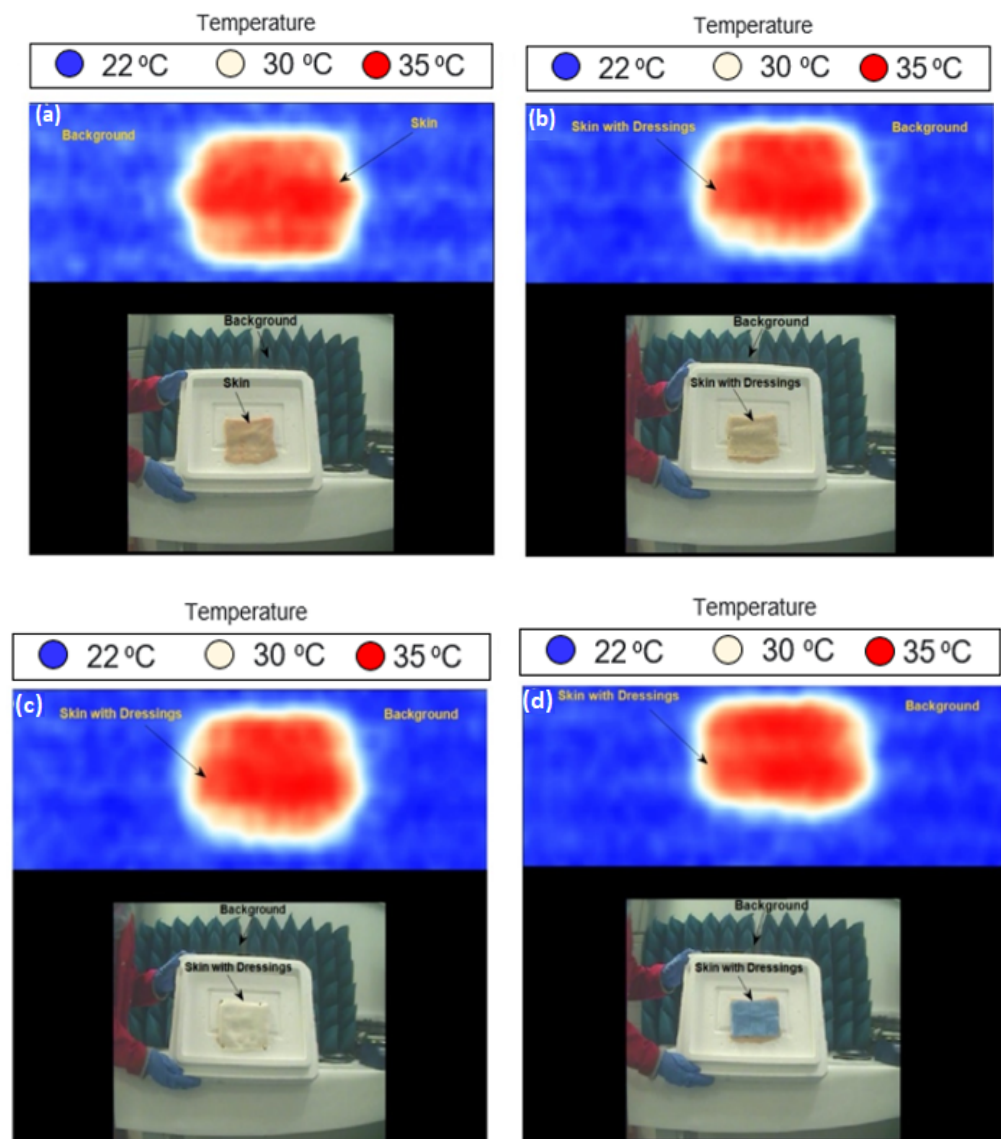 Temperature
22 ºC 30 ºC 35 ºC
(a)
Background
Skin
Background
Skin
Temperature
22 ºC 30 ºC 35 ºC
(b)
Skin with Dressings
Background
Background
Skin with Dressings
Temperature
22 ºC 30 ºC 35 ºC
(c)
Skin with Dressings
Background
Background
Skin with Dressings
Temperature
22 ºC 30 ºC 35 ºC
(d)
Skin with Dressings
Background
Background
Skin with Dressings